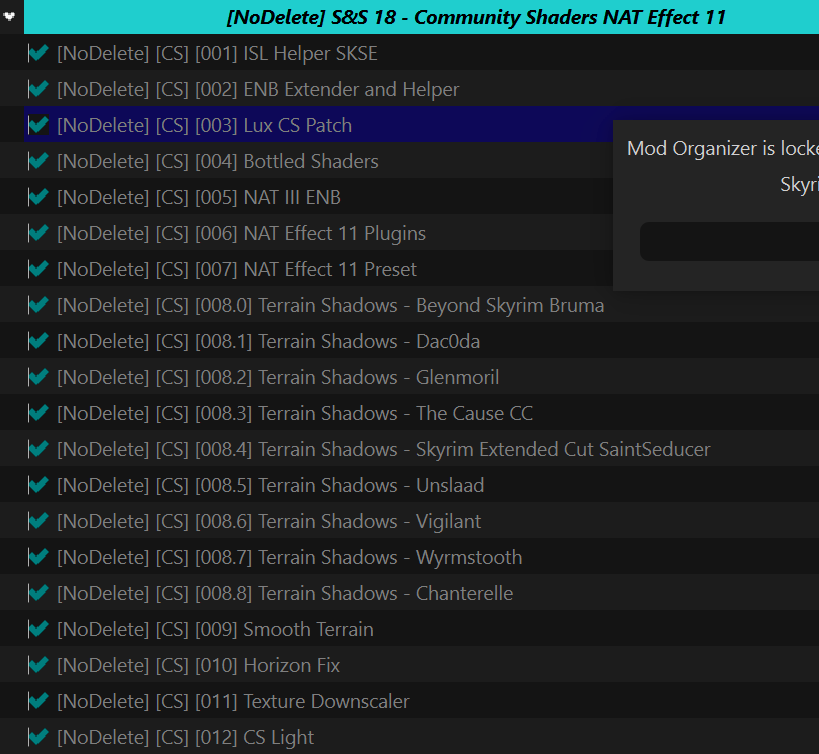 [NoDelete] S&S 18 - Community Shaders NAT Effect 11
[NoDelete] [CS] [001] ISL Helper SKSE
[NoDelete] [CS] [002] ENB Extender and Helper
[NoDelete] [CS] [003] Lux CS Patch
Mod Organizer is locke
[NoDelete] [CS] [004] Bottled Shaders
Skyri
[NoDelete] [CS] [005] NAT III ENB
[NoDelete] [CS] [006] NAT Effect 11 Plugins
[NoDelete] [CS] [007] NAT Effect 11 Preset
[NoDelete] [CS] [008.0] Terrain Shadows - Beyond Skyrim Bruma
[NoDelete] [CS] [008.1] Terrain Shadows - Dac0da
[NoDelete] [CS] [008.2] Terrain Shadows - Glenmoril
[NoDelete] [CS] [008.3] Terrain Shadows - The Cause CC
[NoDelete] [CS] [008.4] Terrain Shadows - Skyrim Extended Cut SaintSeducer
[NoDelete] [CS] [008.5] Terrain Shadows - Unslaad
[NoDelete] [CS] [008.6] Terrain Shadows - Vigilant
[NoDelete] [CS] [008.7] Terrain Shadows - Wyrmstooth
[NoDelete] [CS] [008.8] Terrain Shadows - Chanterelle
[NoDelete] [CS] [009] Smooth Terrain
[NoDelete] [CS] [010] Horizon Fix
[NoDelete] [CS] [011] Texture Downscaler
[NoDelete] [CS] [012] CS Light